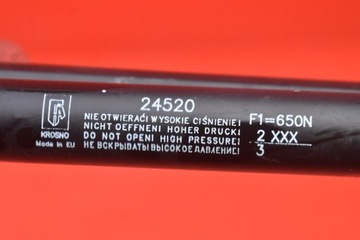 24520
KROSNO
Made in EU
NIE OTWIERAĆ! WYSOKIE CIŚNIENIE!
NICHT OEFFNEN! HOHER DRUCK!
DO NOT OPEN! HIGH PRESSURE!
НЕ ВСКРЫВАТЬ! ВЫСОКОЕ ДАВЛЕНИЕ!
F1=650N
2 XXX
3